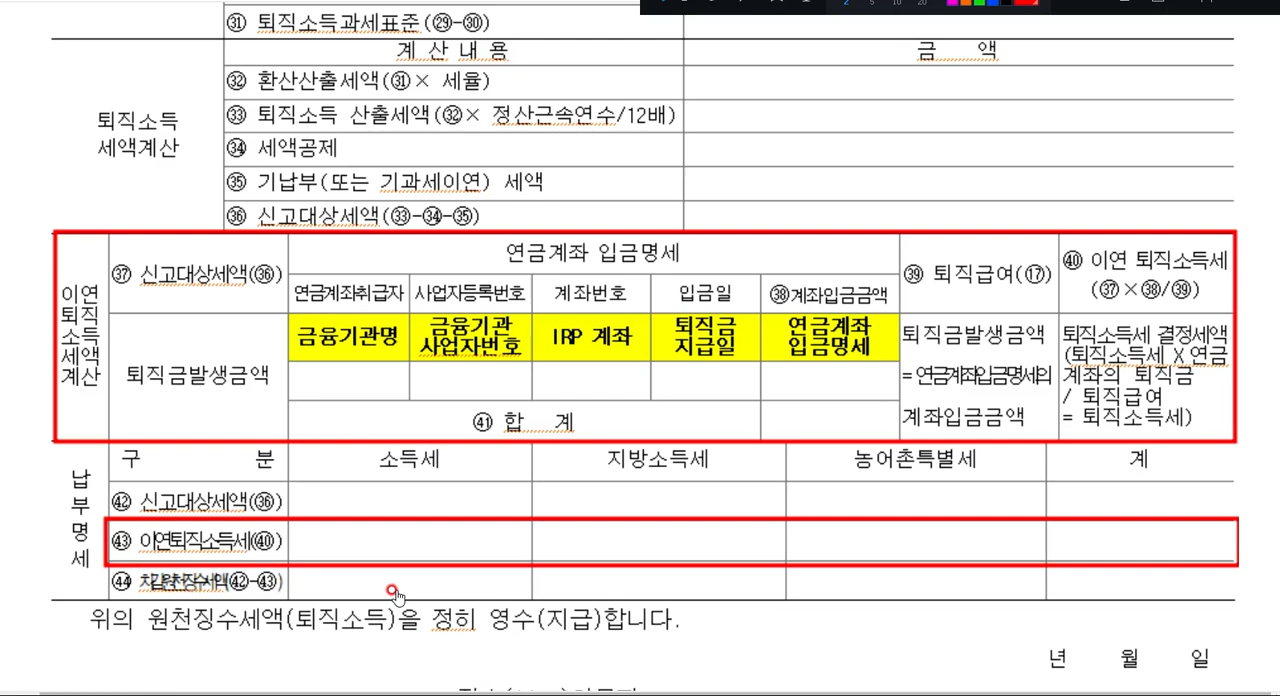 ㉛ 퇴직소득과세표준(㉙-㉚)
계 산 내 용 금 액
퇴직소득
세액계산
㉜ 환산산출세액(㉛× 세율)
㉝ 퇴직소득 산출세액(㉜× 정산근속연수/12배)
㉞ 세액공제
㉟ 기납부(또는 기과세이연) 세액
㊱ 신고대상세액(㉝-㉞-㉟)
이연
퇴직
소득
세액
계산
㊲ 신고대상세액(㊱)
연금계좌 입금명세
㊴ 퇴직급여(⑰)
㊵ 이연 퇴직소득세
(㊲×㊳/㊴)
연금계좌취급자 사업자등록번호 계좌번호 입금일 ㊳계좌입금금액
퇴직금발생금액
금융기관명
금융기관
사업자번호
IRP 계좌
퇴직금
지급일
연금계좌
입금명세
퇴직금발생금액
=연금계좌입금명세의
계좌입금금액
퇴직소득세 결정세액
(퇴직소득세 X 연금
계좌의 퇴직금
/ 퇴직급여
= 퇴직소득세)
㊶ 합 계
납
부
명
세
구 분 소득세 지방소득세 농어촌특별세 계
㊷ 신고대상세액(㊱)
㊸ 이연퇴직소득세(㊵)
㊹ 차감원천징수세액(㊷-㊸)
위의 원천징수세액(퇴직소득)을 정히 영수(지급)합니다.
년 월 일